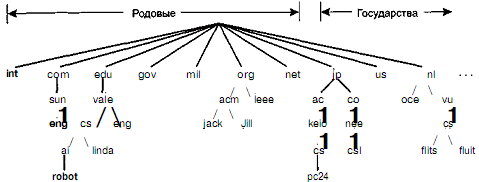 Родовые Государства
int com edu gov mil org net jp us nl ...
sun yale acm ieee ac co oce vu
eng cs eng jack jill keio nec cs
ai linda cs csl flits fluit
robot pc24